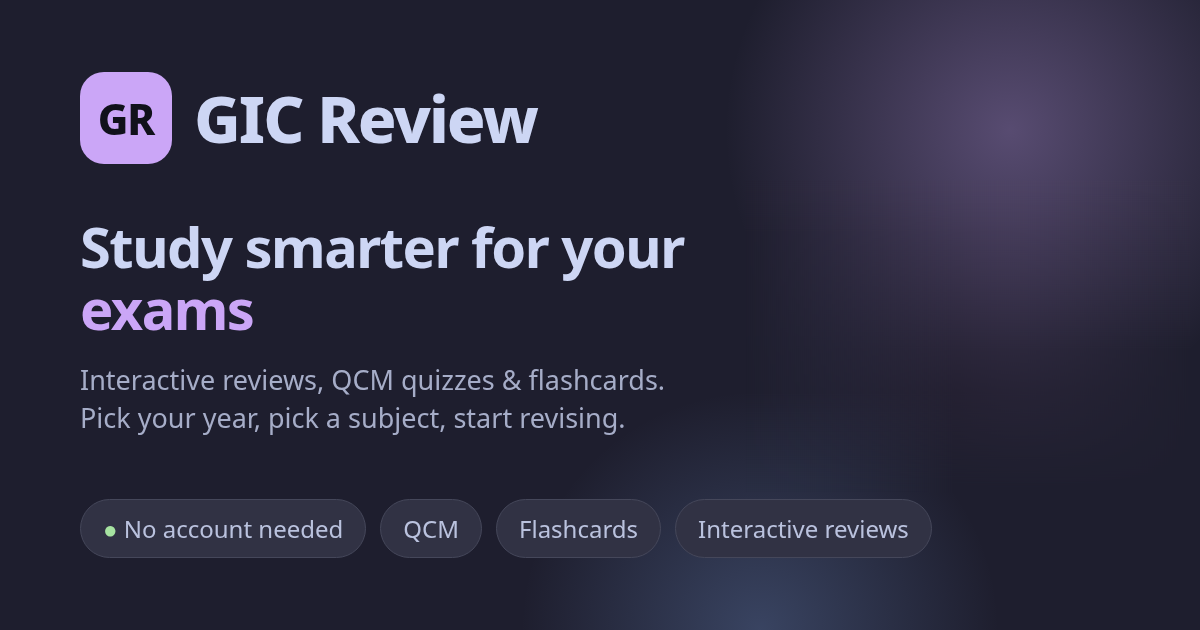 GR
GIC Review
Study smarter for your
exams
Interactive reviews, QCM quizzes & flashcards.
Pick your year, pick a subject, start revising.
No account needed
QCM
Flashcards
Interactive reviews